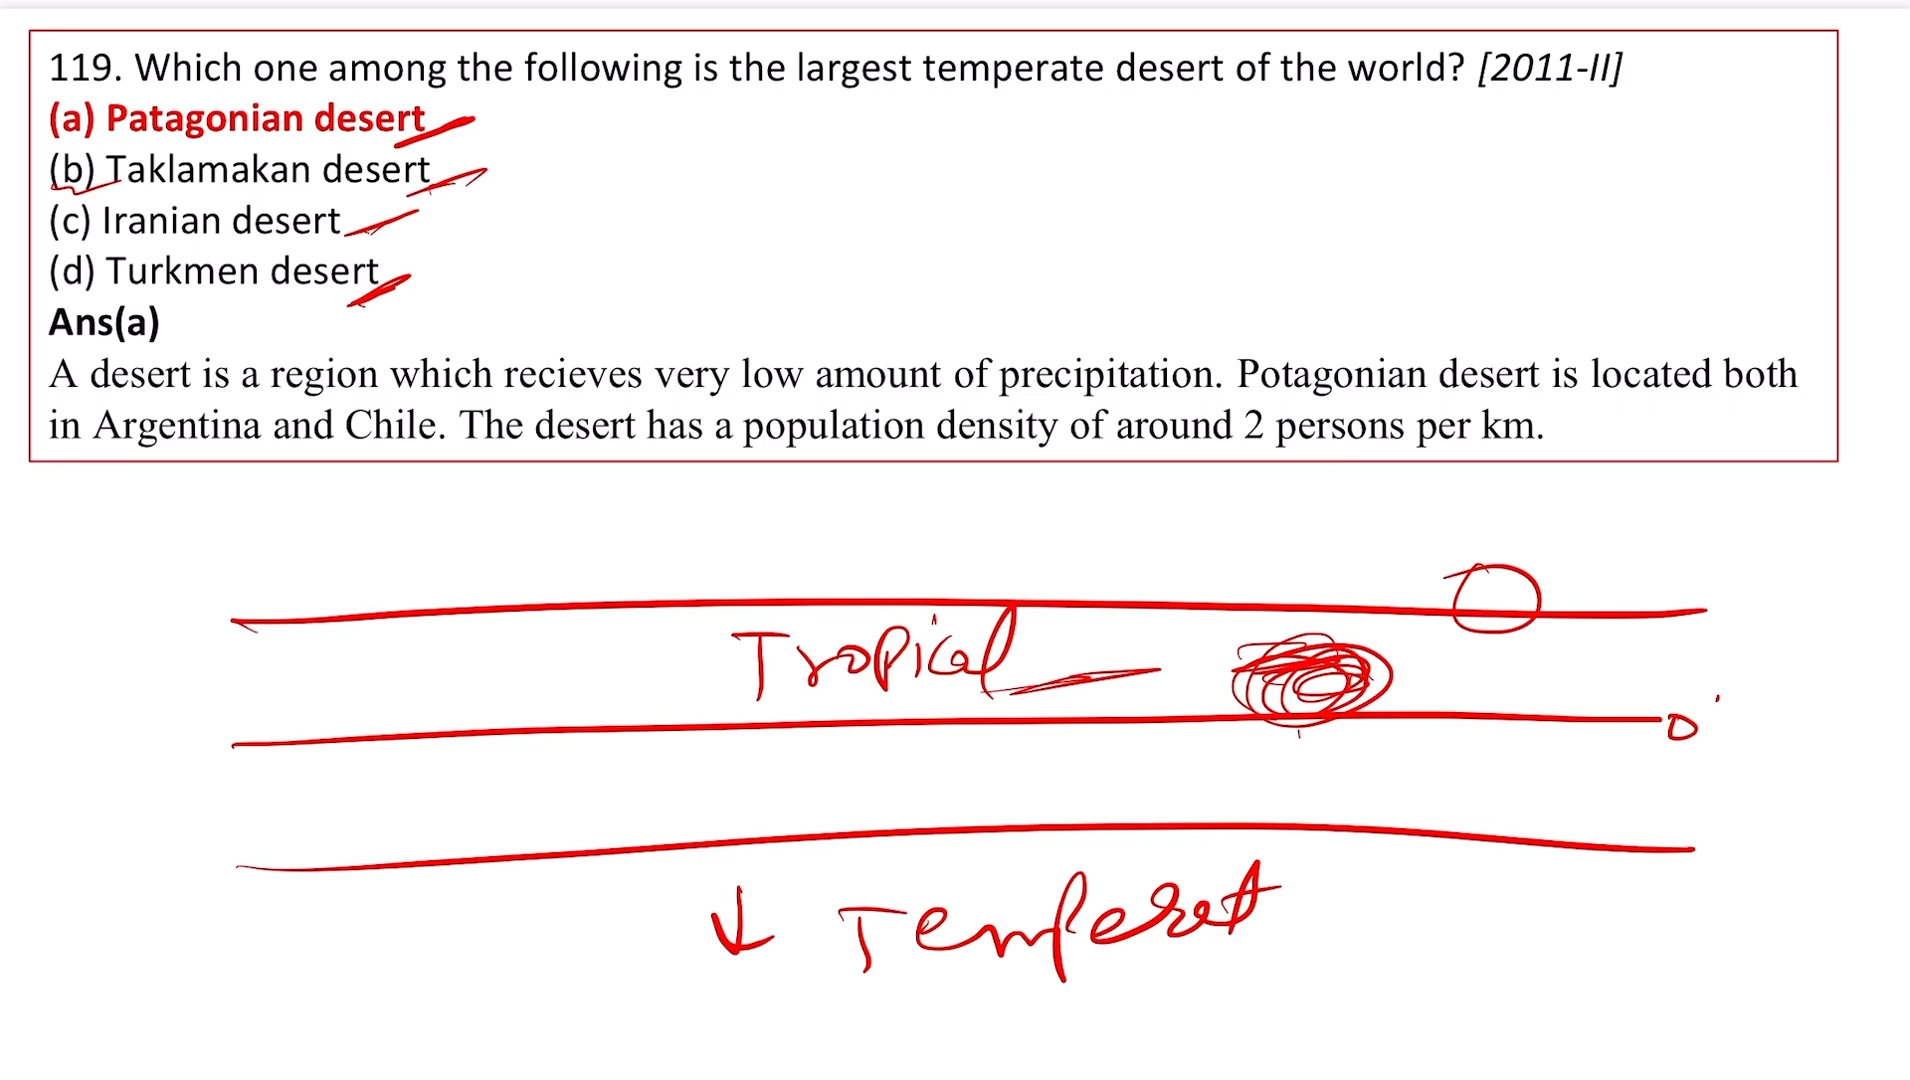 119. Which one among the following is the largest temperate desert of the world? [2011-II]
(a) Patagonian desert
(b) Taklamakan desert
(c) Iranian desert
(d) Turkmen desert
Ans(a)
A desert is a region which recieves very low amount of precipitation. Potagonian desert is located both
in Argentina and Chile. The desert has a population density of around 2 persons per km.
Tropical
0
Temperet